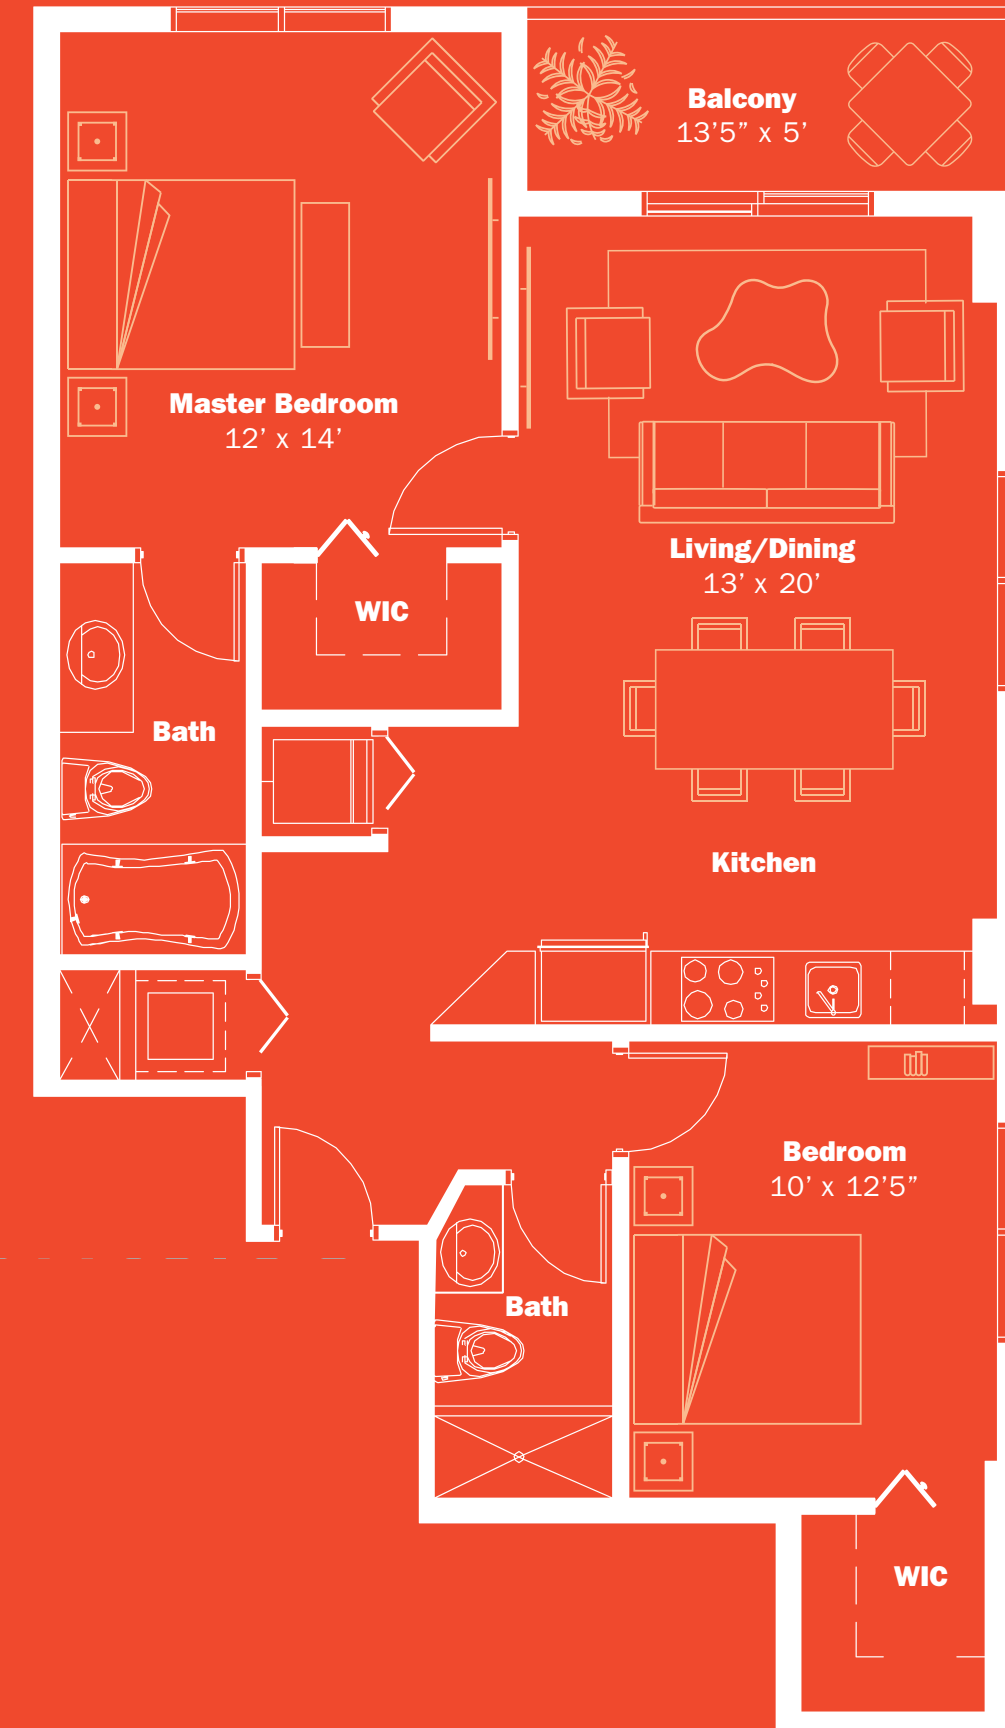 Balcony
13’5” x 5’
Master Bedroom
12’ x 14’
Living/Dining
13’ x 20’
WIC
Bath
Kitchen
Bedroom
10’ x 12’5”
Bath
WIC